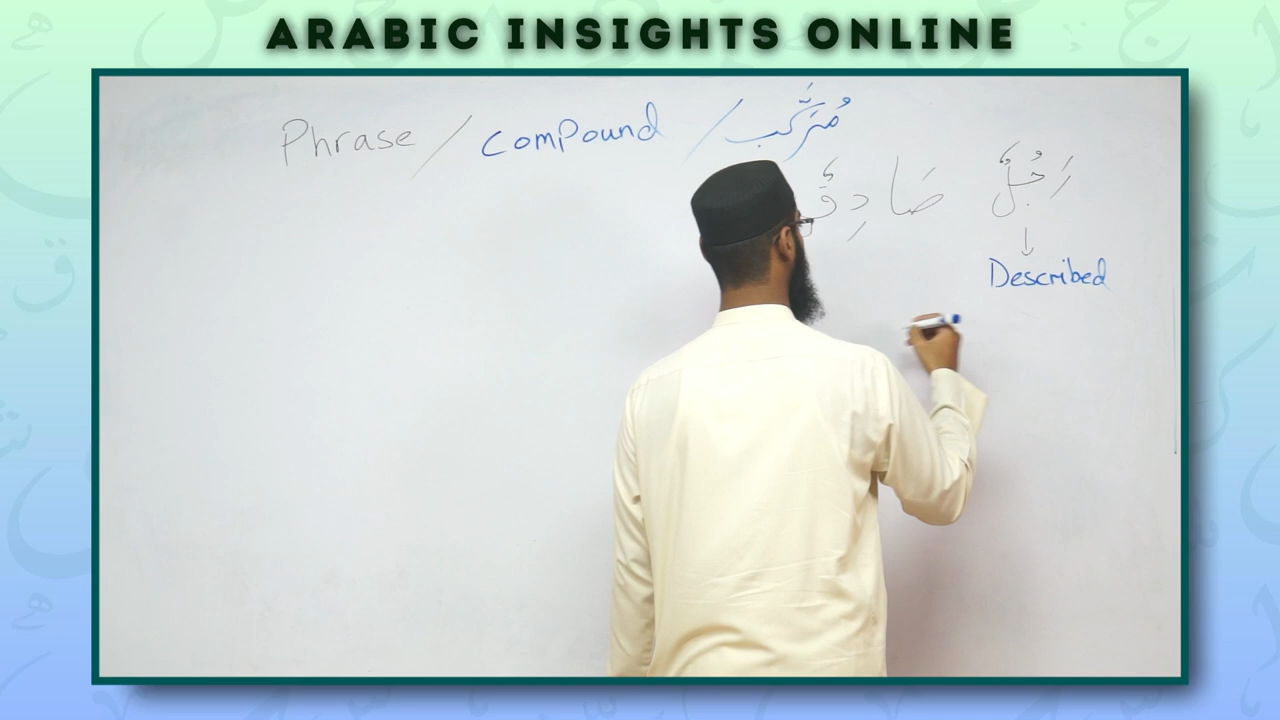 ARABIC INSIGHTS ONLINE
Phrase / compound / مُرَكَّب
رَجُلٌ صَادِقٌ
↓
Described